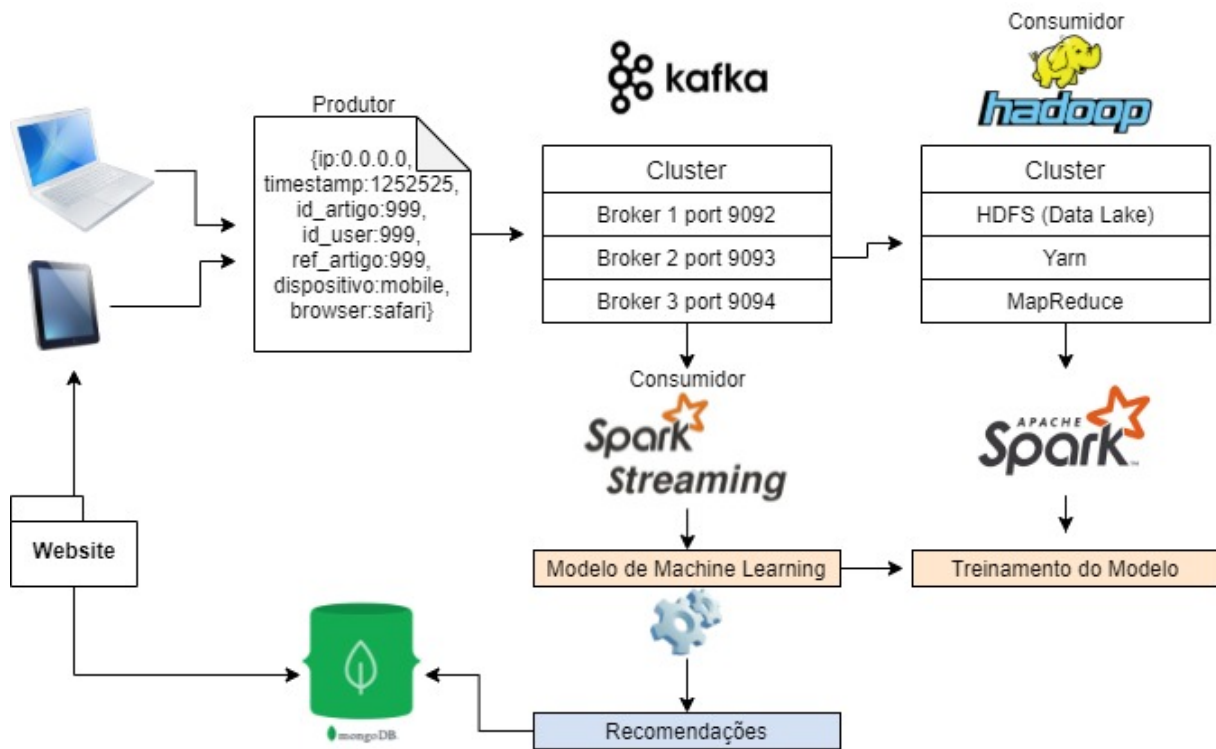 Produtor
{ip:0.0.0.0,
timestamp:1252525,
id_artigo:999,
id_user:999,
ref_artigo:999,
dispositivo:mobile,
browser:safari}
kafka
Cluster
Broker 1 port 9092
Broker 2 port 9093
Broker 3 port 9094
Consumidor
hadoop
Cluster
HDFS (Data Lake)
Yarn
MapReduce
Consumidor
Spark
Streaming
APACHE
Spark
Website
Modelo de Machine Learning
Treinamento do Modelo
mongoDB
Recomendações